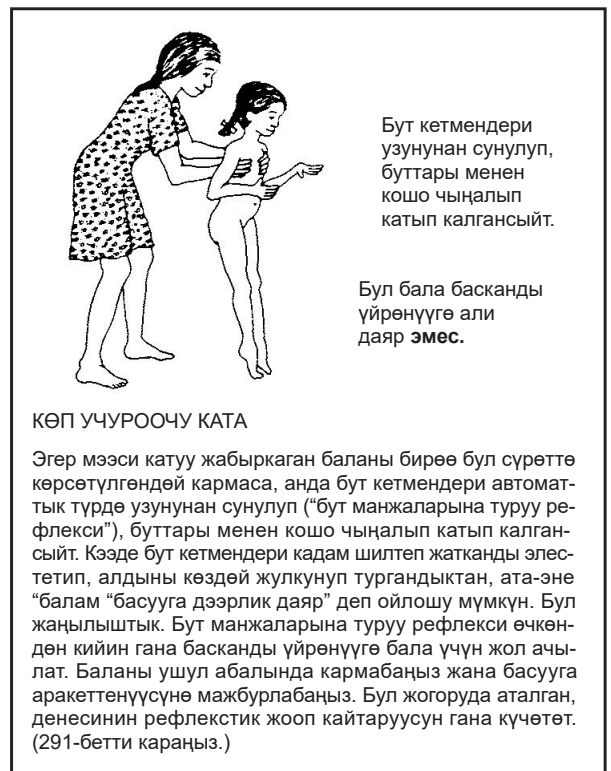 Бут кетмендери
узунунан сунулуп,
буттары менен
кошо чыңалып
катып калгансыйт.
Бул бала басканды
үйрөнүүгө али
даяр эмес.
КӨП УЧУРООЧУ КАТА
Эгер мээси катуу жабыркаган баланы бирөө бул сүрөттө
көрсөтүлгөндөй кармаса, анда бут кетмендери автомат-
тык түрдө узунунан сунулуп (“бут манжаларына туруу ре-
флекси”), буттары менен кошо чыңалып катып калган-
сыйт. Кээде бут кетмендери кадам шилтеп жатканды элес-
тетип, алдыны көздөй жулкунуп тургандыктан, ата-эне
“балам “басууга дээрлик даяр” деп ойлошу мүмкүн. Бул
жаңылыштык. Бут манжаларына туруу рефлекси өчкөн-
дөн кийин гана басканды үйрөнүүгө бала үчүн жол ачы-
лат. Баланы ушул абалында кармабаңыз жана басууга
аракеттенүүсүнө мажбурлабаңыз. Бул жогоруда аталган,
денесинин рефлекстик жооп кайтаруусун гана күчөтөт.
(291-бетти караңыз.)